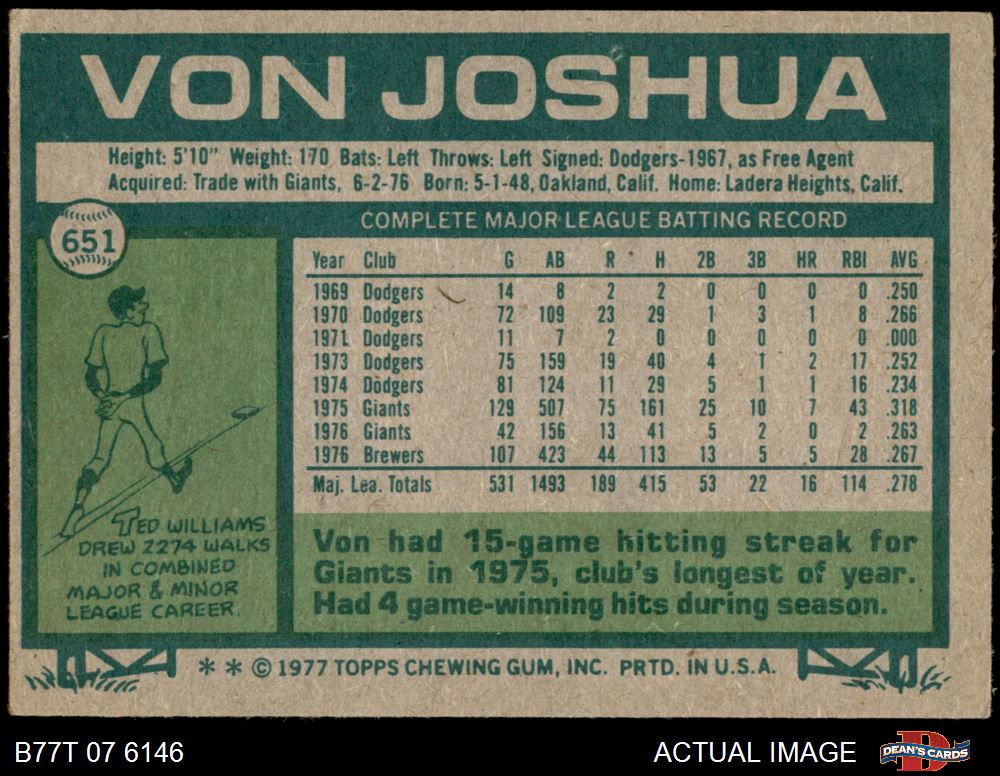 VON JOSHUA
Height: 5'10" Weight: 170 Bats: Left Throws: Left Signed: Dodgers-1967, as Free Agent
Acquired: Trade with Giants, 6-2-76 Born: 5-1-48, Oakland, Calif. Home: Ladera Heights, Calif.
651
COMPLETE MAJOR LEAGUE BATTING RECORD
Year Club G AB R H 2B 3B HR RBI AVG
1969 Dodgers 14 8 2 2 0 0 0 0 .250
1970 Dodgers 72 109 23 29 1 3 1 8 .266
1971 Dodgers 11 7 2 0 0 0 0 0 .000
1973 Dodgers 75 159 19 40 4 1 2 17 .252
1974 Dodgers 81 124 11 29 5 1 1 16 .234
1975 Giants 129 507 75 161 25 10 7 43 .318
1976 Giants 42 156 13 41 5 2 0 2 .263
1976 Brewers 107 423 44 113 13 5 5 28 .267
Maj. Lea. Totals 531 1493 189 415 53 22 16 114 .278
TED WILLIAMS
DREW 2274 WALKS
IN COMBINED
MAJOR & MINOR
LEAGUE CAREER.
Von had 15-game hitting streak for
Giants in 1975, club's longest of year.
Had 4 game-winning hits during season.
* * © 1977 TOPPS CHEWING GUM, INC. PRTD. IN U.S.A.
B77T 07 6146
ACTUAL IMAGE
DEAN'S CARDS